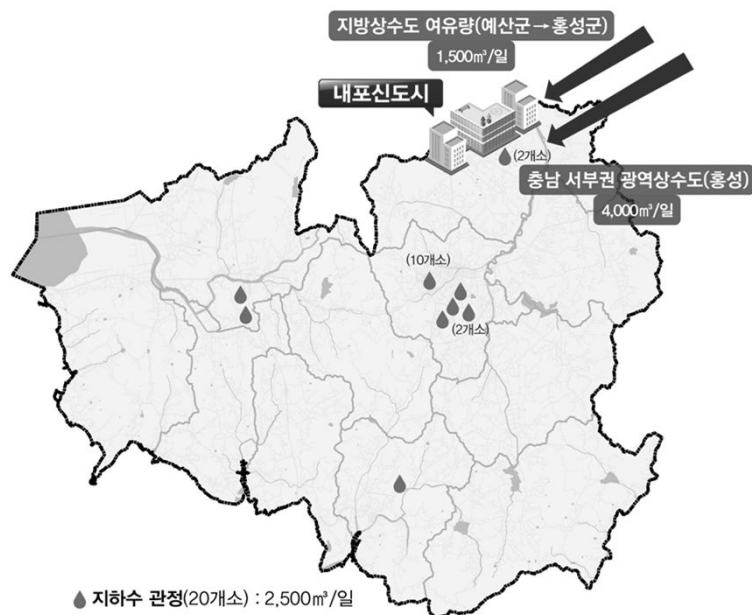 지방상수도 여유량(예산군→홍성군)
1,500㎥/일
내포신도시
(2개소)
충남 서부권 광역상수도(홍성)
4,000㎥/일
(10개소)
(2개소)
지하수 관정(20개소) : 2,500㎥/일